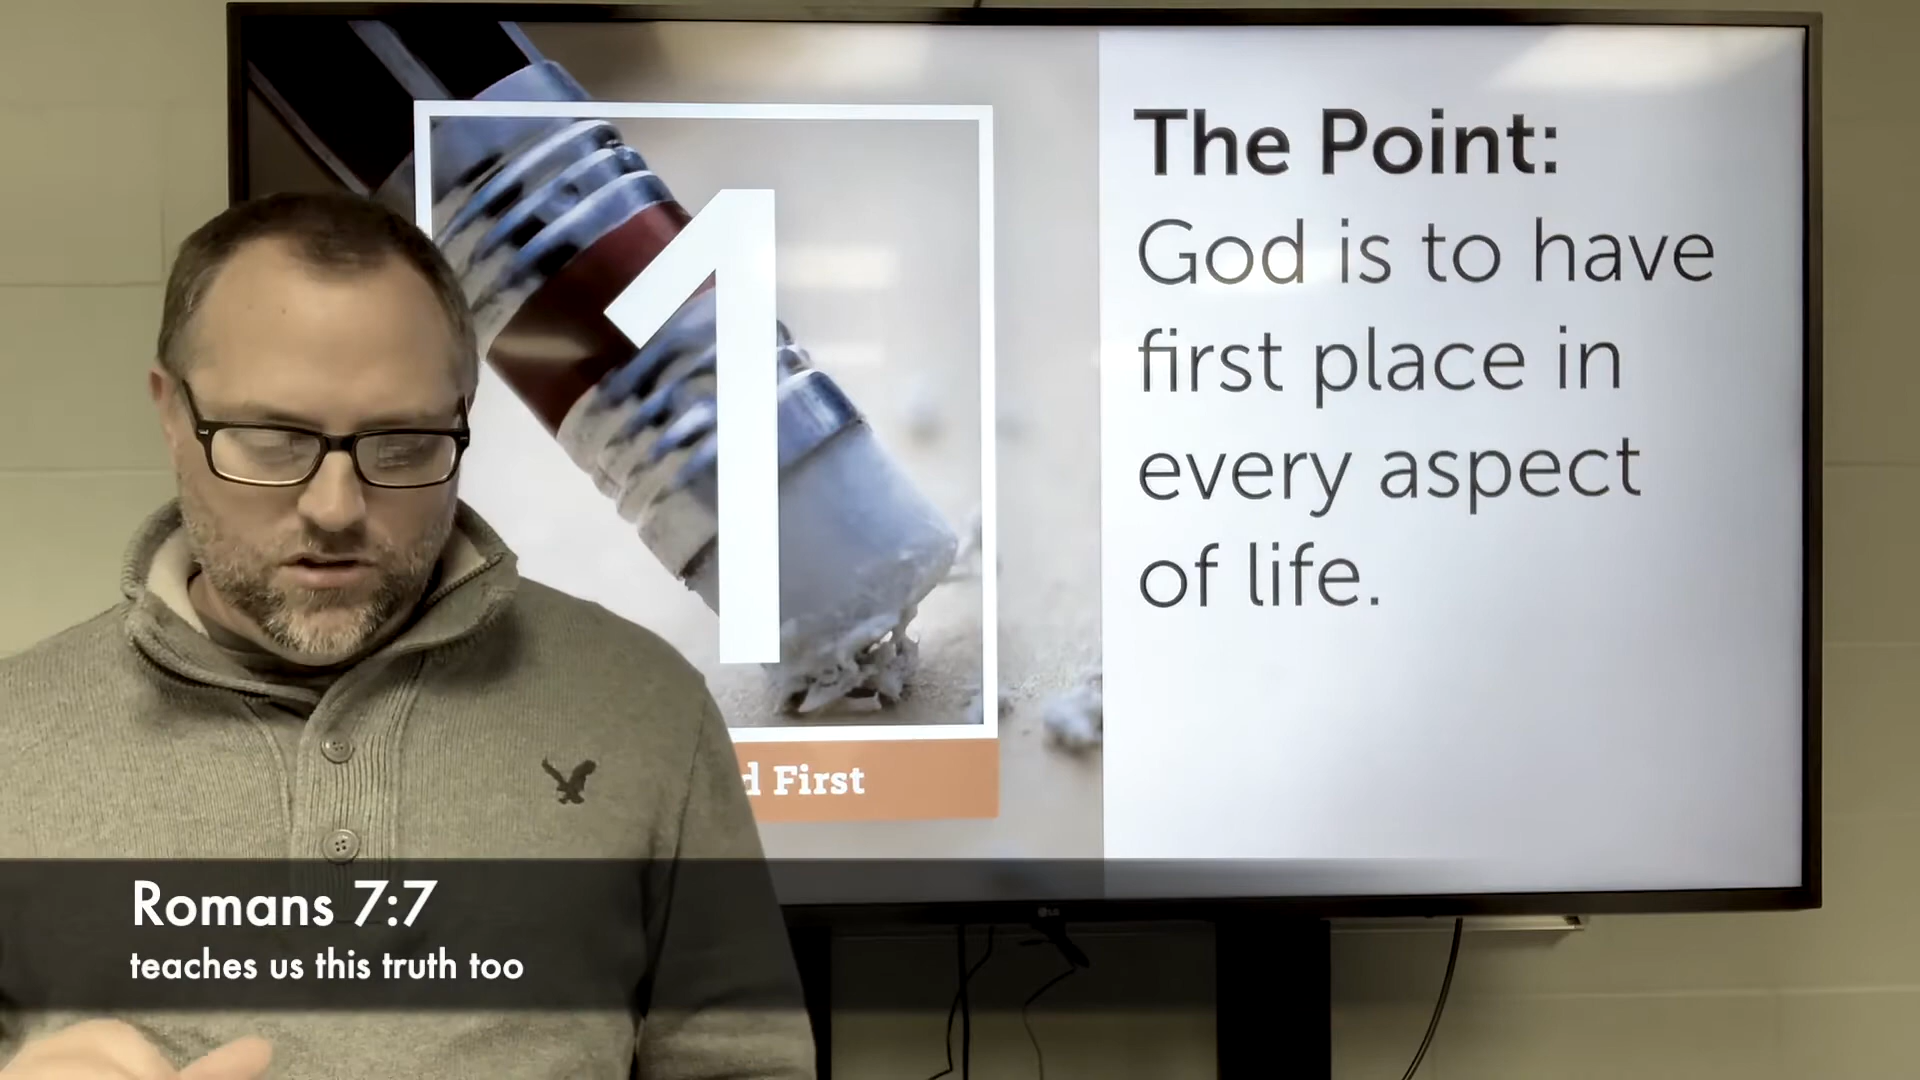 1
The Point:
God is to have
first place in
every aspect
of life.
d First
LG
Romans 7:7
teaches us this truth too